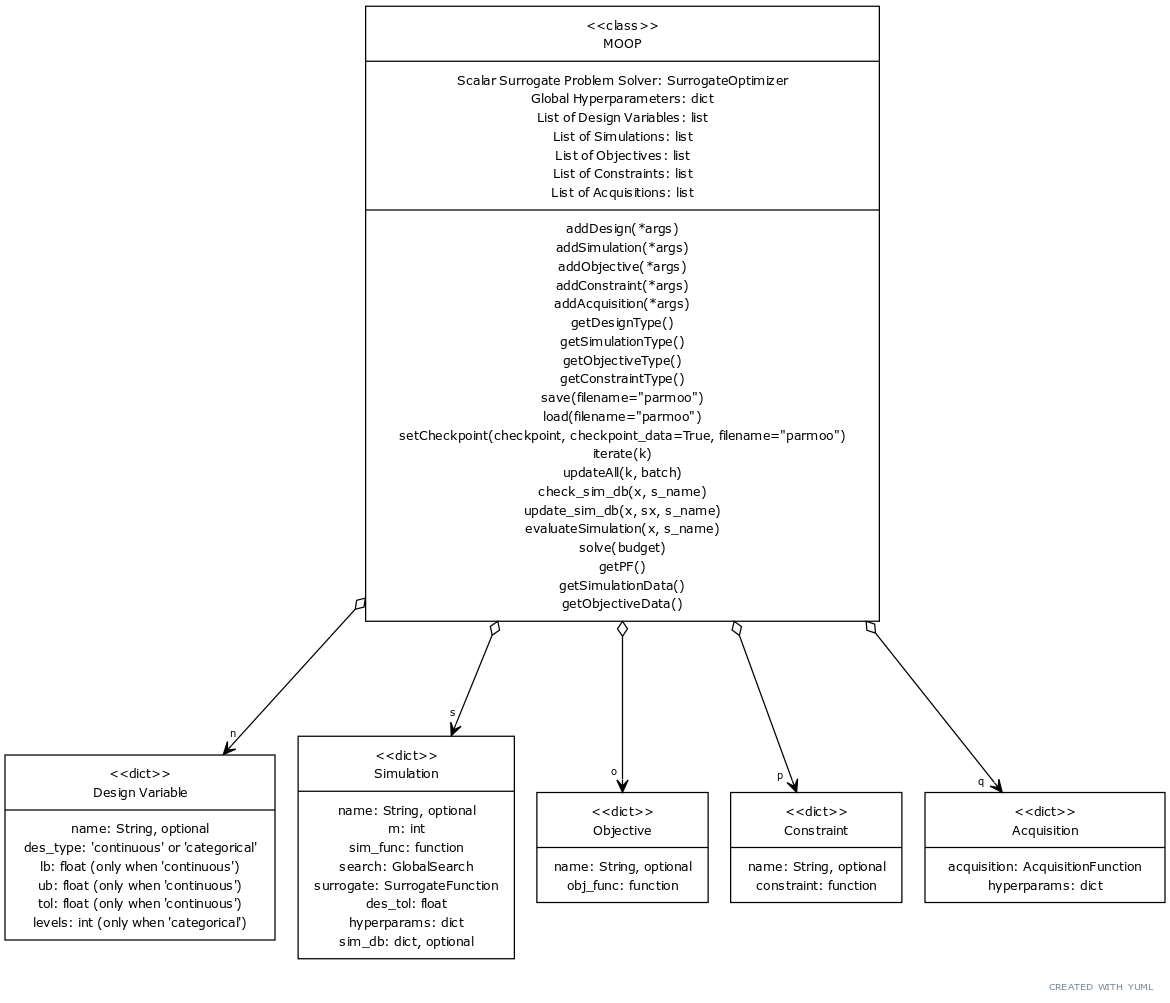 <<class>>
MOOP
Scalar Surrogate Problem Solver: SurrogateOptimizer
Global Hyperparameters: dict
List of Design Variables: list
List of Simulations: list
List of Objectives: list
List of Constraints: list
List of Acquisitions: list
addDesign(*args)
addSimulation(*args)
addObjective(*args)
addConstraint(*args)
addAcquisition(*args)
getDesignType()
getSimulationType()
getObjectiveType()
getConstraintType()
save(filename="parmoo")
load(filename="parmoo")
setCheckpoint(checkpoint, checkpoint_data=True, filename="parmoo")
iterate(k)
updateAll(k, batch)
check_sim_db(x, s_name)
update_sim_db(x, sx, s_name)
evaluateSimulation(x, s_name)
solve(budget)
getPF()
getSimulationData()
getObjectiveData()
n
s
o
p
q
<<dict>>
Design Variable
name: String, optional
des_type: 'continuous' or 'categorical'
lb: float (only when 'continuous')
ub: float (only when 'continuous')
tol: float (only when 'continuous')
levels: int (only when 'categorical')
<<dict>>
Simulation
name: String, optional
m: int
sim_func: function
search: GlobalSearch
surrogate: SurrogateFunction
des_tol: float
hyperparams: dict
sim_db: dict, optional
<<dict>>
Objective
name: String, optional
obj_func: function
<<dict>>
Constraint
name: String, optional
constraint: function
<<dict>>
Acquisition
acquisition: AcquisitionFunction
hyperparams: dict
CREATED WITH YUML